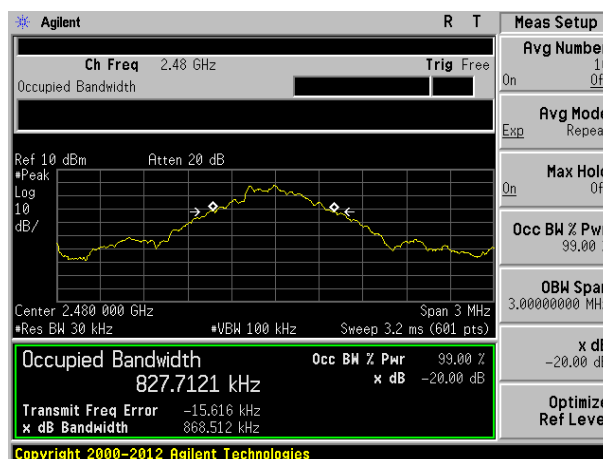 Agilent R T Meas Setup
Ch Freq 2.48 GHz Trig Free
Occupied Bandwidth
Avg Number
10
On Off
Avg Mode
Exp Repeat
Max Hold
On Off
Occ BW % Pwr
99.00 %
OBW Span
3.00000000 MHz
x dB
-20.00 dB
Optimize
Ref Level
Ref 10 dBm Atten 20 dB
#Peak
Log
10
dB/
Center 2.480 000 GHz Span 3 MHz
#Res BW 30 kHz #VBW 100 kHz Sweep 3.2 ms (601 pts)
Occupied Bandwidth Occ BW % Pwr 99.00 %
827.7121 kHz x dB -20.00 dB
Transmit Freq Error -15.616 kHz
x dB Bandwidth 868.512 kHz
Copyright 2000-2012 Agilent Technologies